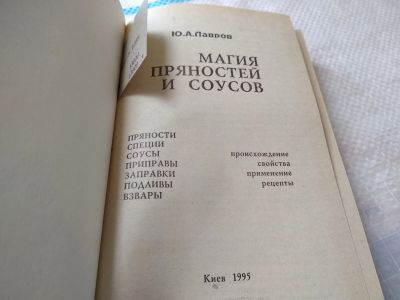 Ю.А.Лавров
МАГИЯ
ПРЯНОСТЕЙ
И СОУСОВ
ПРЯНОСТИ
СПЕЦИИ
СОУСЫ происхождение
ПРИПРАВЫ свойства
ЗАПРАВКИ применение
ПОДЛИВЫ рецепты
ВЗВАРЫ
Киев 1995